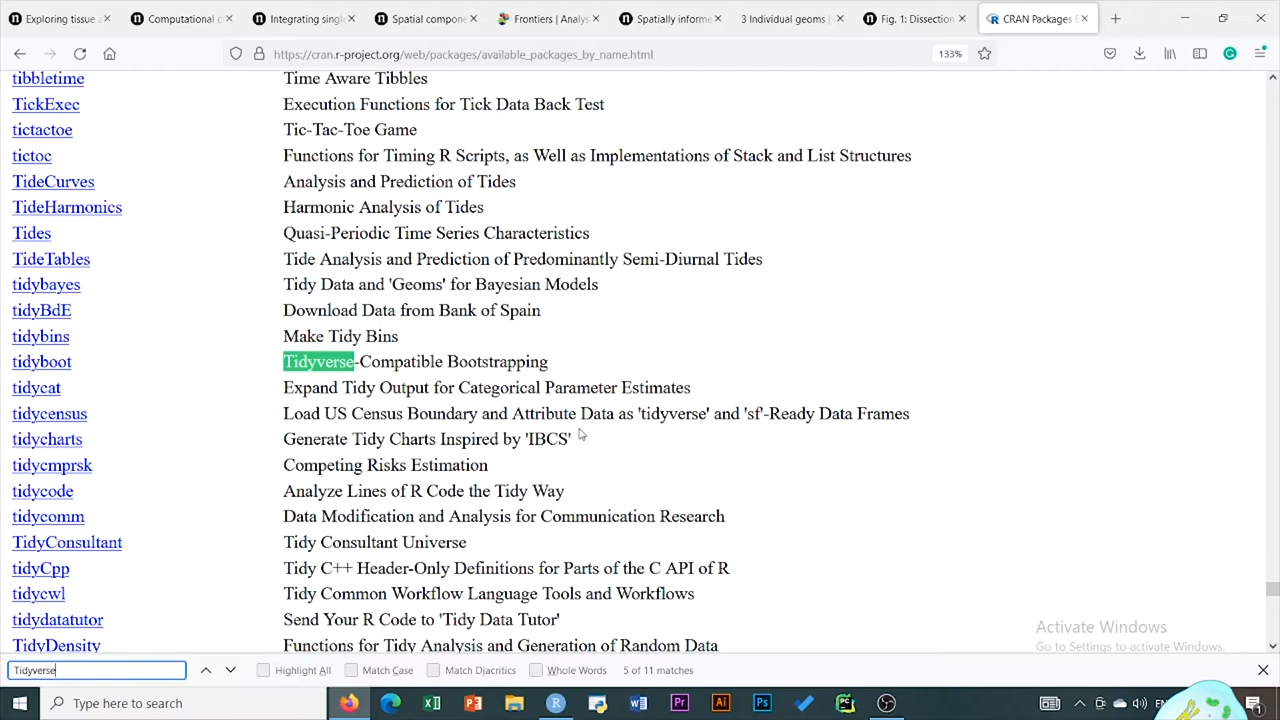 Exploring tissue a
Computational c
Integrating single
Spatial compone
Frontiers | Analys
Spatially informe
3 Individual geoms |
Fig. 1: Dissection
CRAN Packages B
https://cran.r-project.org/web/packages/available_packages_by_name.html
133%
tibbletime Time Aware Tibbles
TickExec Execution Functions for Tick Data Back Test
tictactoe Tic-Tac-Toe Game
tictoc Functions for Timing R Scripts, as Well as Implementations of Stack and List Structures
TideCurves Analysis and Prediction of Tides
TideHarmonics Harmonic Analysis of Tides
Tides Quasi-Periodic Time Series Characteristics
TideTables Tide Analysis and Prediction of Predominantly Semi-Diurnal Tides
tidybayes Tidy Data and 'Geoms' for Bayesian Models
tidyBdE Download Data from Bank of Spain
tidybins Make Tidy Bins
tidyboot Tidyverse-Compatible Bootstrapping
tidycat Expand Tidy Output for Categorical Parameter Estimates
tidycensus Load US Census Boundary and Attribute Data as 'tidyverse' and 'sf'-Ready Data Frames
tidycharts Generate Tidy Charts Inspired by 'IBCS'
tidycmprsk Competing Risks Estimation
tidycode Analyze Lines of R Code the Tidy Way
tidycomm Data Modification and Analysis for Communication Research
TidyConsultant Tidy Consultant Universe
tidyCpp Tidy C++ Header-Only Definitions for Parts of the C API of R
tidycwl Tidy Common Workflow Language Tools and Workflows
tidydatatutor Send Your R Code to 'Tidy Data Tutor'
TidyDensity Functions for Tidy Analysis and Generation of Random Data
Activate Windows
Go to Settings to activate Windows.
Tidyverse Highlight All Match Case Match Diacritics Whole Words 5 of 11 matches
Type here to search